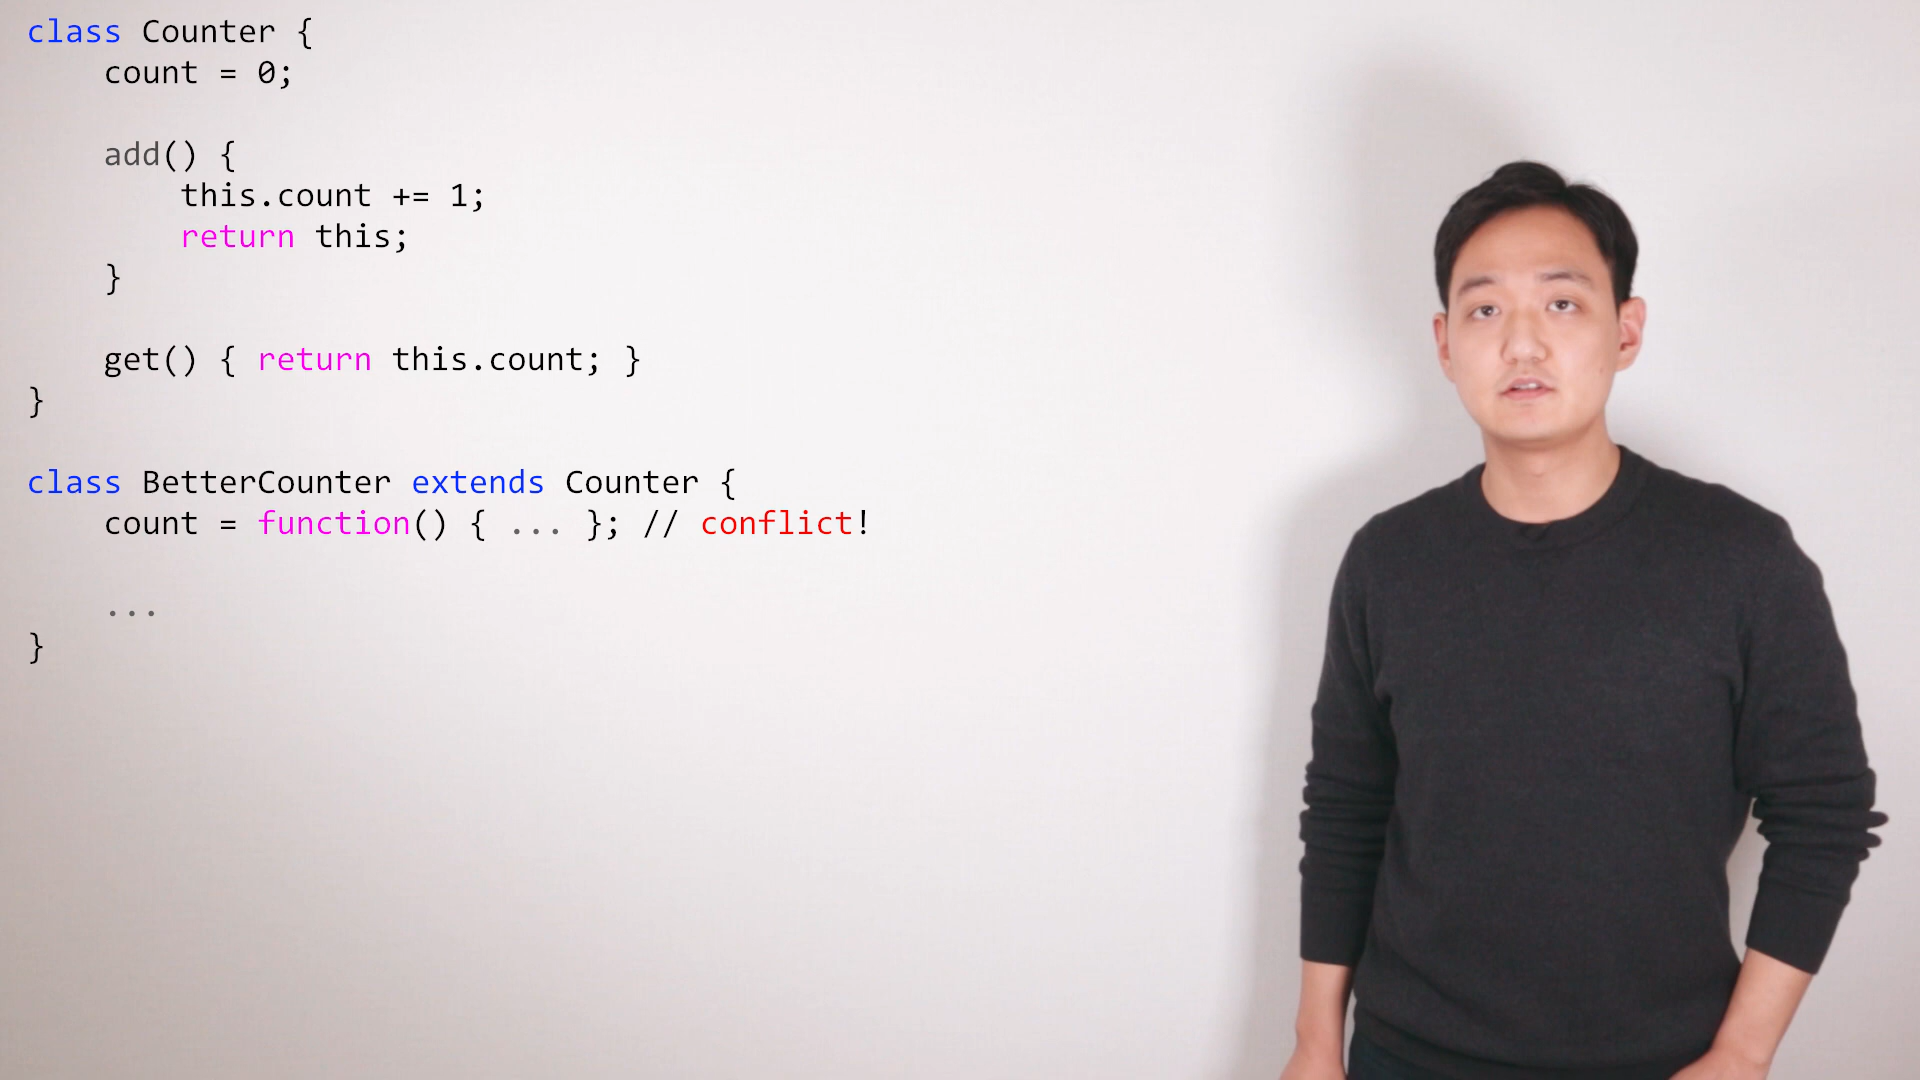 class Counter {
count = 0;
add() {
this.count += 1;
return this;
}
get() { return this.count; }
}
class BetterCounter extends Counter {
count = function() { ... }; // conflict!
...
}